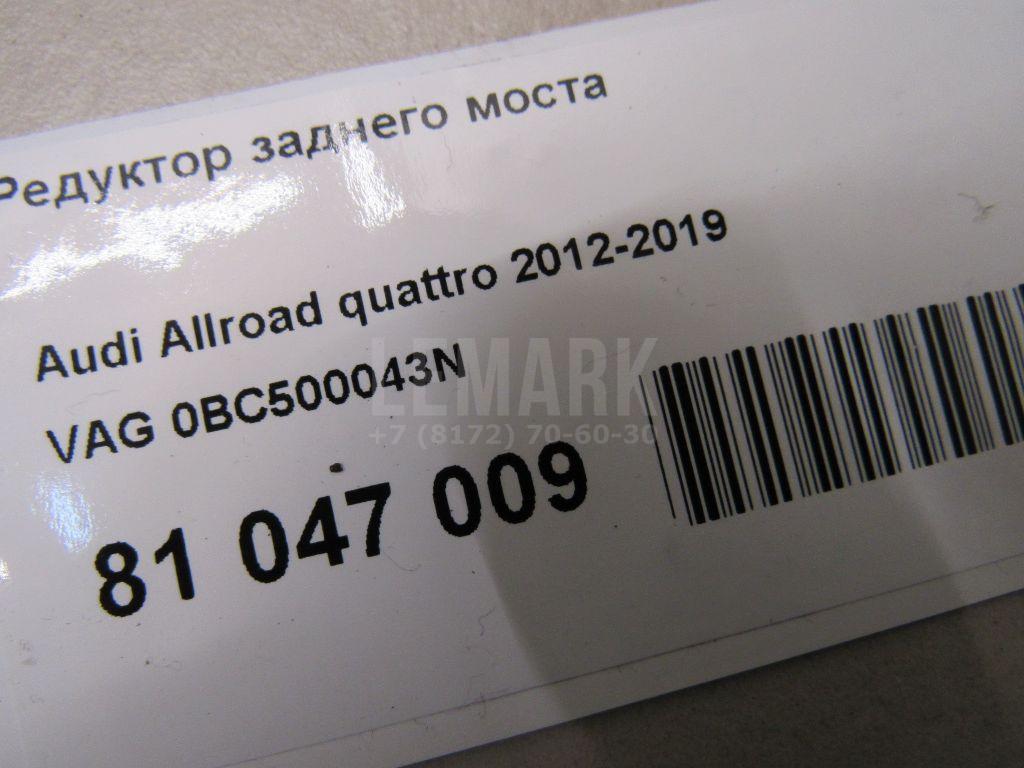 Редуктор заднего моста
Audi Allroad quattro 2012-2019
VAG 0BC500043N
LEMARK
+7 (8172) 70-60-30
81 047 009